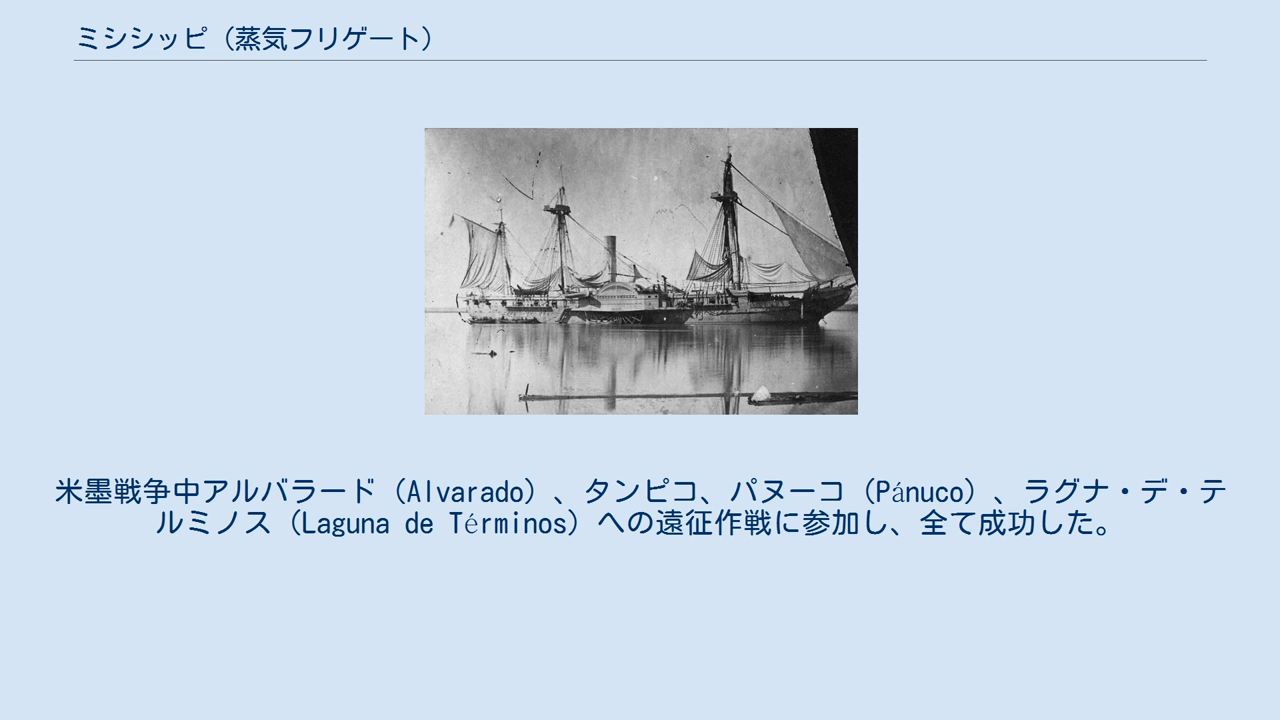 ミシシッピ（蒸気フリゲート）
米墨戦争中アルバラード（Alvarado）、タンピコ、パヌーコ（Pánuco）、ラグナ・デ・テ
ルミノス（Laguna de Términos）への遠征作戦に参加し、全て成功した。